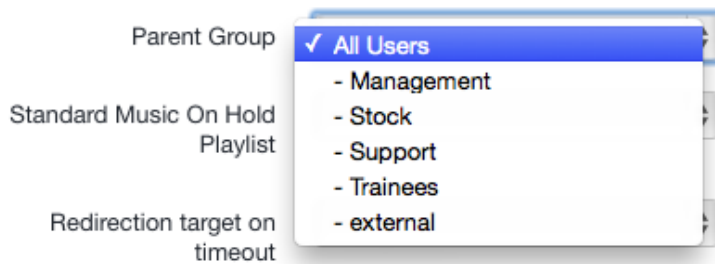 Parent Group
✓ All Users
- Management
Standard Music On Hold
- Stock
Playlist
- Support
- Trainees
Redirection target on
- external
timeout